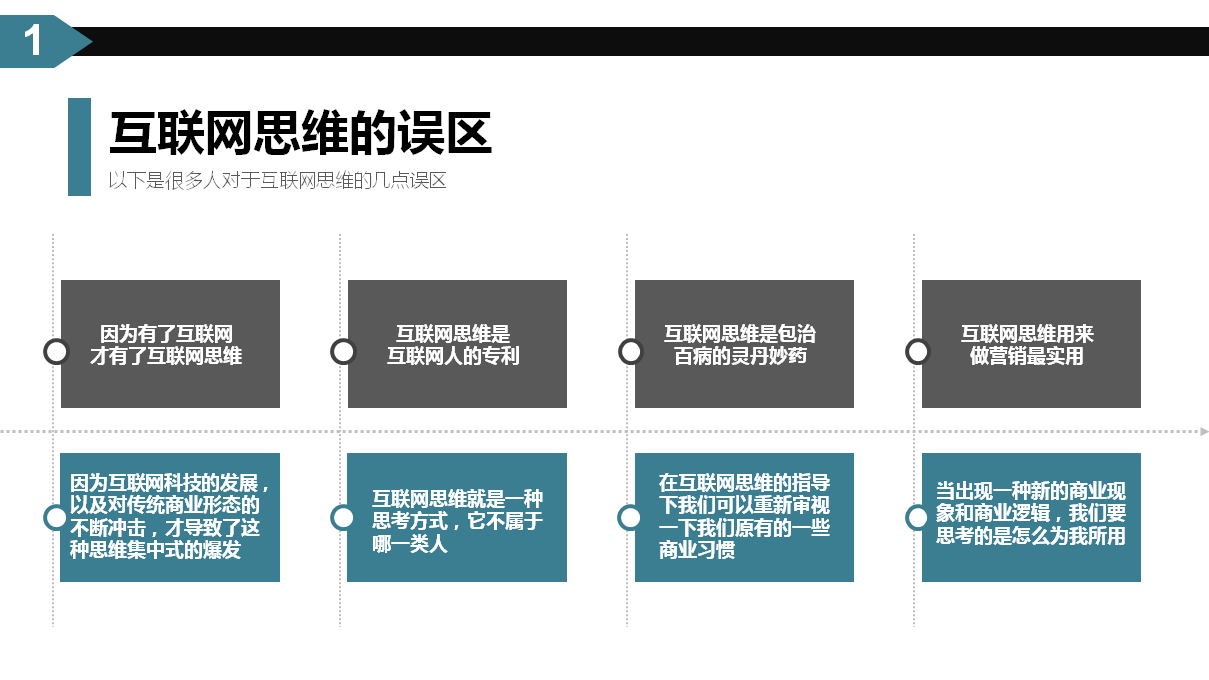 1
互联网思维的误区
以下是很多人对于互联网思维的几点误区
因为有了互联网
才有了互联网思维
互联网思维是
互联网人的专利
互联网思维是包治
百病的灵丹妙药
互联网思维用来
做营销最实用
因为互联网科技的发展，
以及对传统商业形态的
不断冲击，才导致了这
种思维集中式的爆发
互联网思维就是一种
思考方式，它不属于
哪一类人
在互联网思维的指导
下我们可以重新审视
一下我们原有的一些
商业习惯
当出现一种新的商业现
象和商业逻辑，我们要
思考的是怎么为我所用